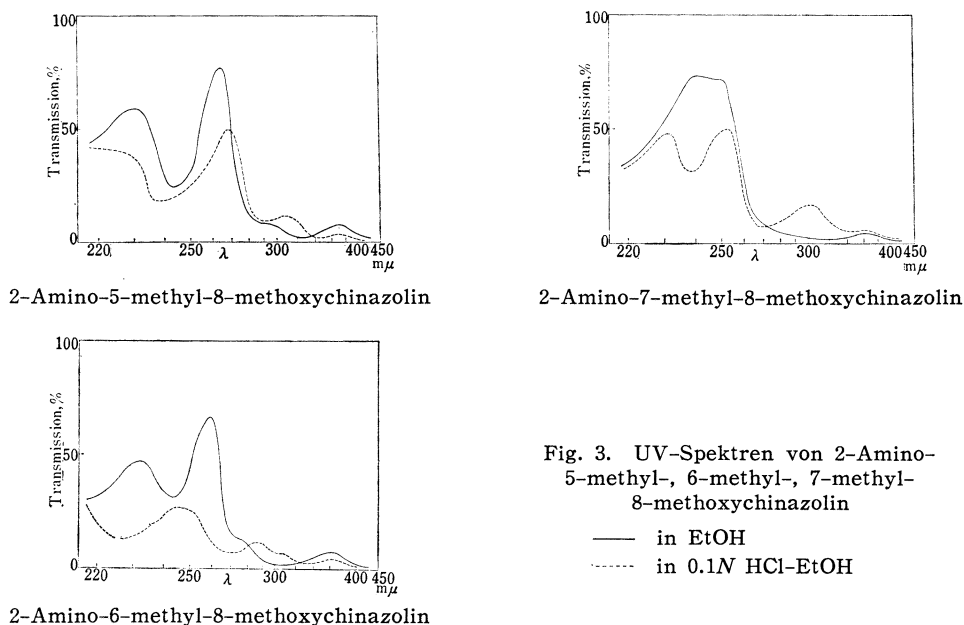 100
Transmission,%
50
0
220 250 λ 300 400 450
mμ
2-Amino-5-methyl-8-methoxychinazolin
100
Transmission,%
50
0
220 250 λ 300 400 450
mμ
2-Amino-7-methyl-8-methoxychinazolin
100
Transmission,%
50
0
220 250 λ 300 400 450
mμ
2-Amino-6-methyl-8-methoxychinazolin
Fig. 3. UV-Spektren von 2-Amino-
5-methyl-, 6-methyl-, 7-methyl-
8-methoxychinazolin
in EtOH
in 0.1N HCl-EtOH